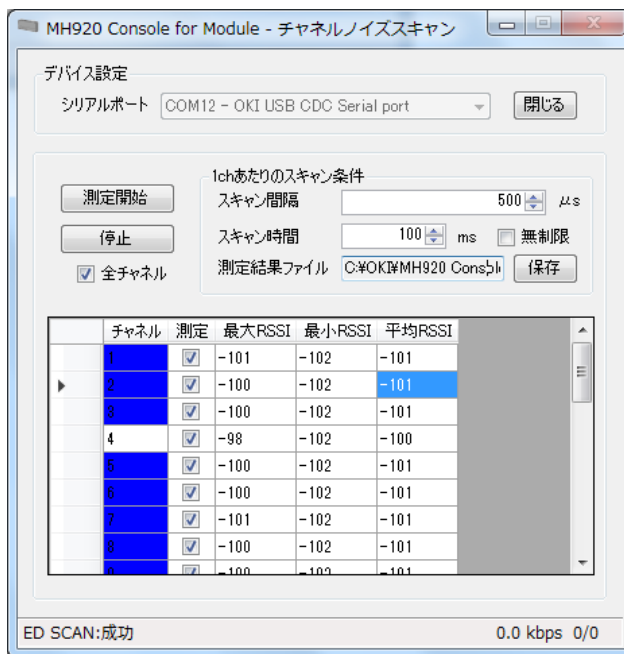 MH920 Console for Module - チャネルノイズスキャン
デバイス設定
シリアルポート COM12 - OKI USB CDC Serial port 閉じる
1chあたりのスキャン条件
測定開始 スキャン間隔 500 μs
停止 スキャン時間 100 ms 無制限
全チャネル 測定結果ファイル C:¥OKI¥MH920 保存
チャネル 測定 最大RSSI 最小RSSI 平均RSSI
1 -101 -102 -101
2 -100 -102 -101
3 -100 -102 -101
4 -98 -102 -100
5 -100 -102 -101
6 -100 -102 -101
7 -101 -102 -101
8 -100 -102 -101
9 -100 -102 -101
ED SCAN:成功 0.0 kbps 0/0